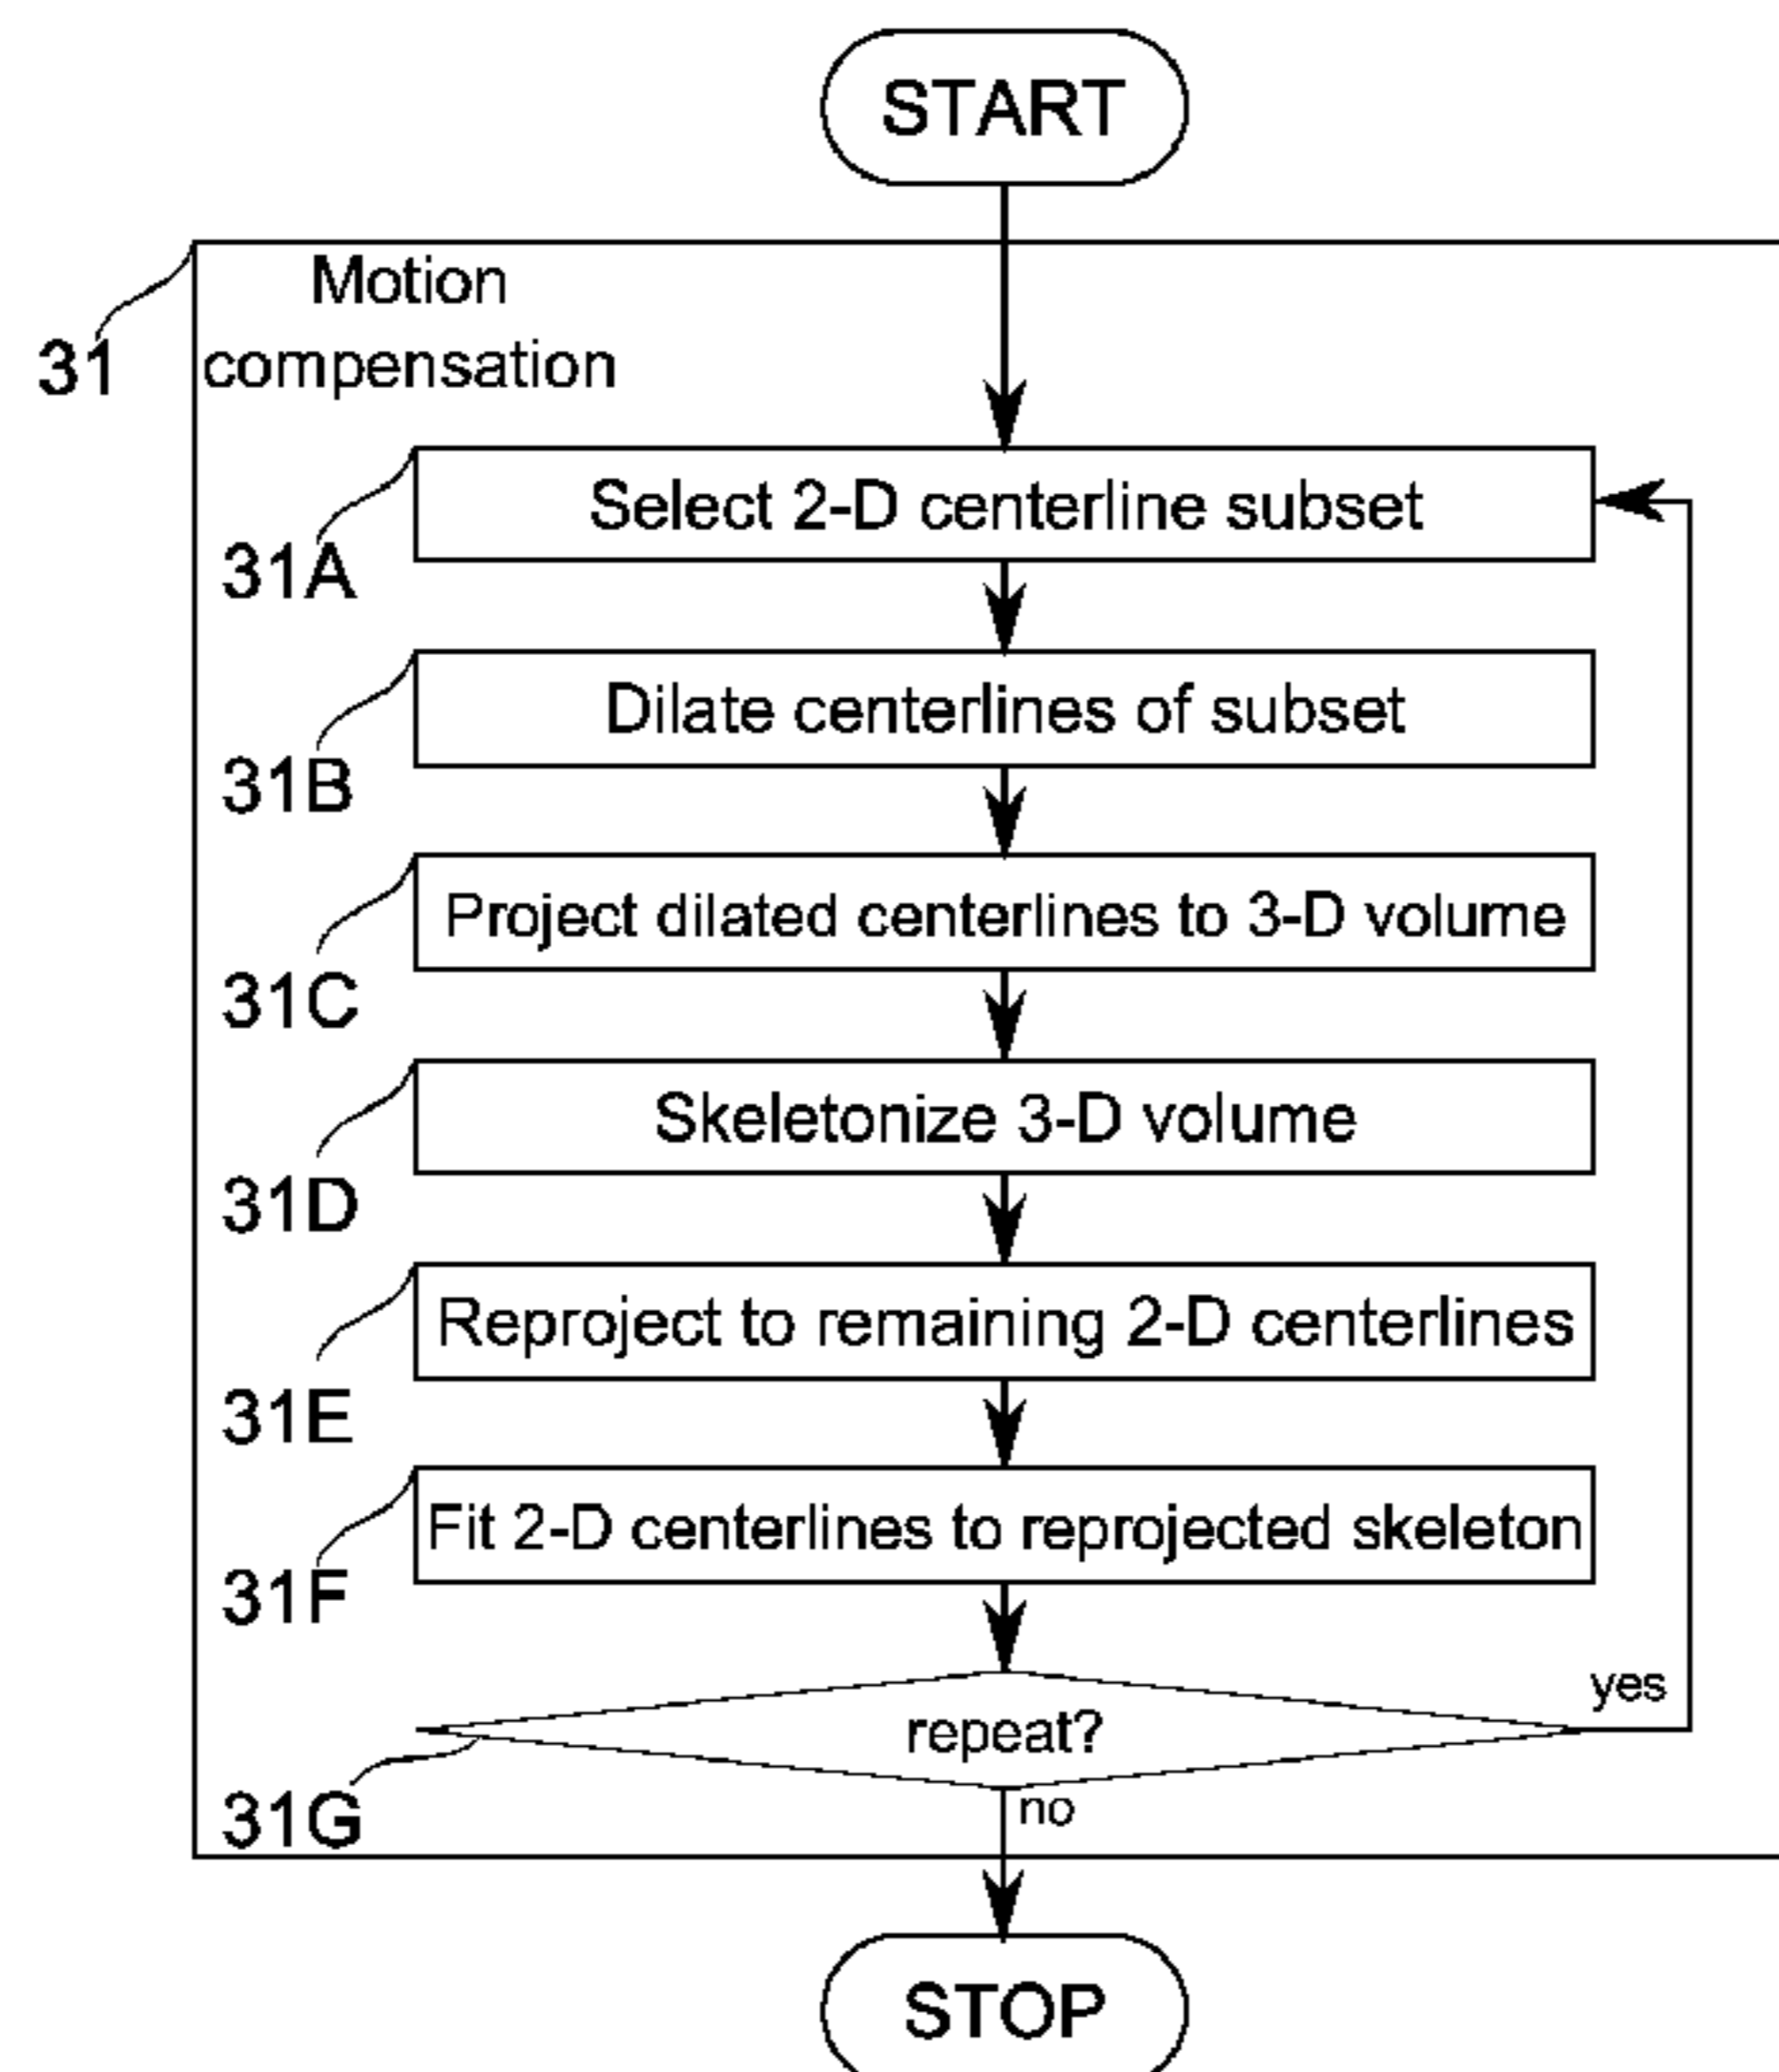 START
Motion
compensation
31
Select 2-D centerline subset
31A
Dilate centerlines of subset
31B
Project dilated centerlines to 3-D volume
31C
Skeletonize 3-D volume
31D
Reproject to remaining 2-D centerlines
31E
Fit 2-D centerlines to reprojected skeleton
31F
yes
repeat?
31G
no
STOP